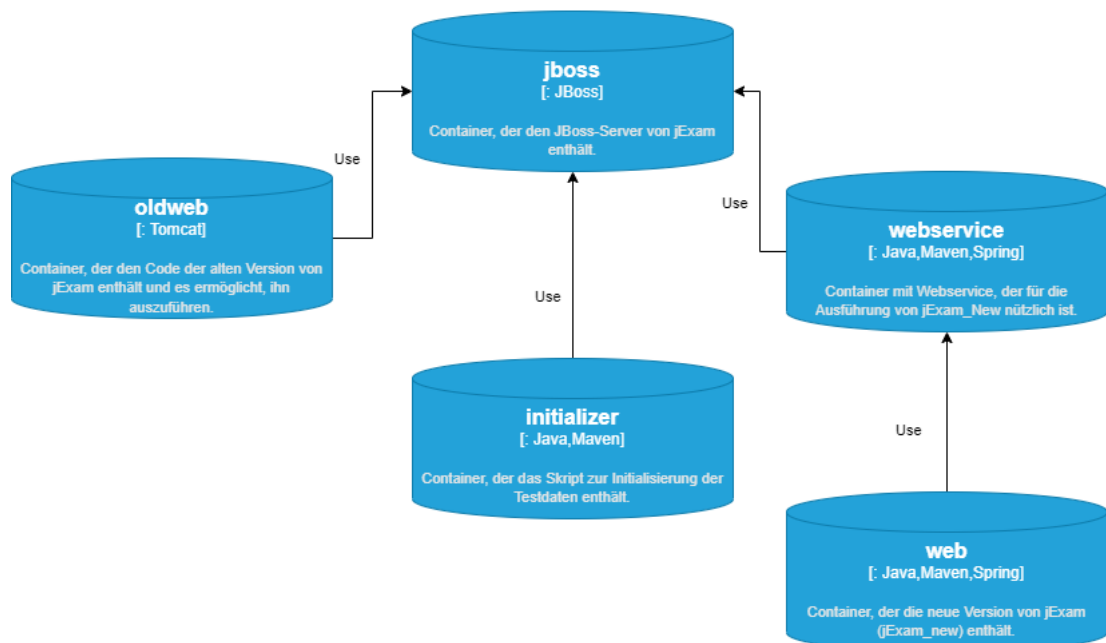 jboss
[: JBoss]
Container, der den JBoss-Server von jExam
enthält.
Use
oldweb
[: Tomcat]
Container, der den Code der alten Version von
jExam enthält und es ermöglicht, ihn
auszuführen.
Use
webservice
[: Java,Maven,Spring]
Container mit Webservice, der für die
Ausführung von jExam_New nützlich ist.
Use
initializer
[: Java,Maven]
Container, der das Skript zur Initialisierung der
Testdaten enthält.
Use
web
[: Java,Maven,Spring]
Container, der die neue Version von jExam
(jExam_new) enthält.